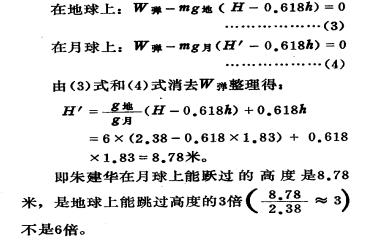 在地球上：W弹－mg地（H－0.618h）＝0
……………(3)
在月球上：W弹－mg月(H′－0.618h)＝0
……………(4)
由(3)式和(4)式消去W弹整理得：
H′＝g地/g月(H－0.618h)＋0.618h
＝6×(2.38－0.618×1.83)＋0.618
×1.83＝8.78米。
即朱建华在月球上能跃过的高度是8.78
米，是地球上能跳过高度的3倍(8.78/2.38≈3)
不是6倍。